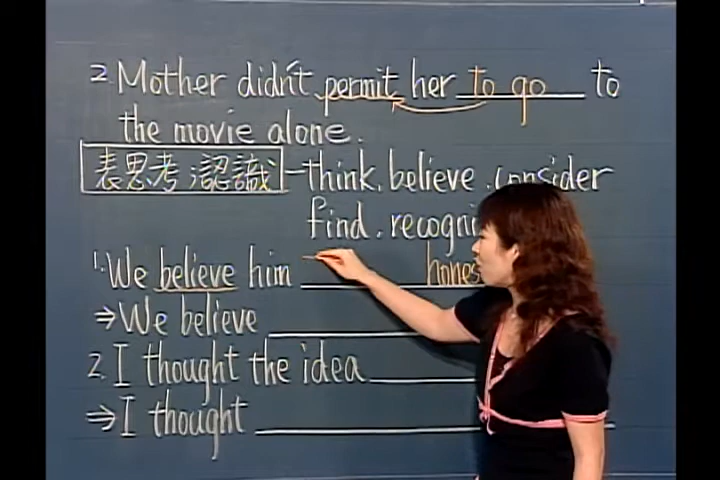 2. Mother didn't permit her to go to
the movie alone.
表思考、認識 - think, believe, consider
find, recogni
1. We believe him hones
⇒ We believe
2. I thought the idea
⇒ I thought